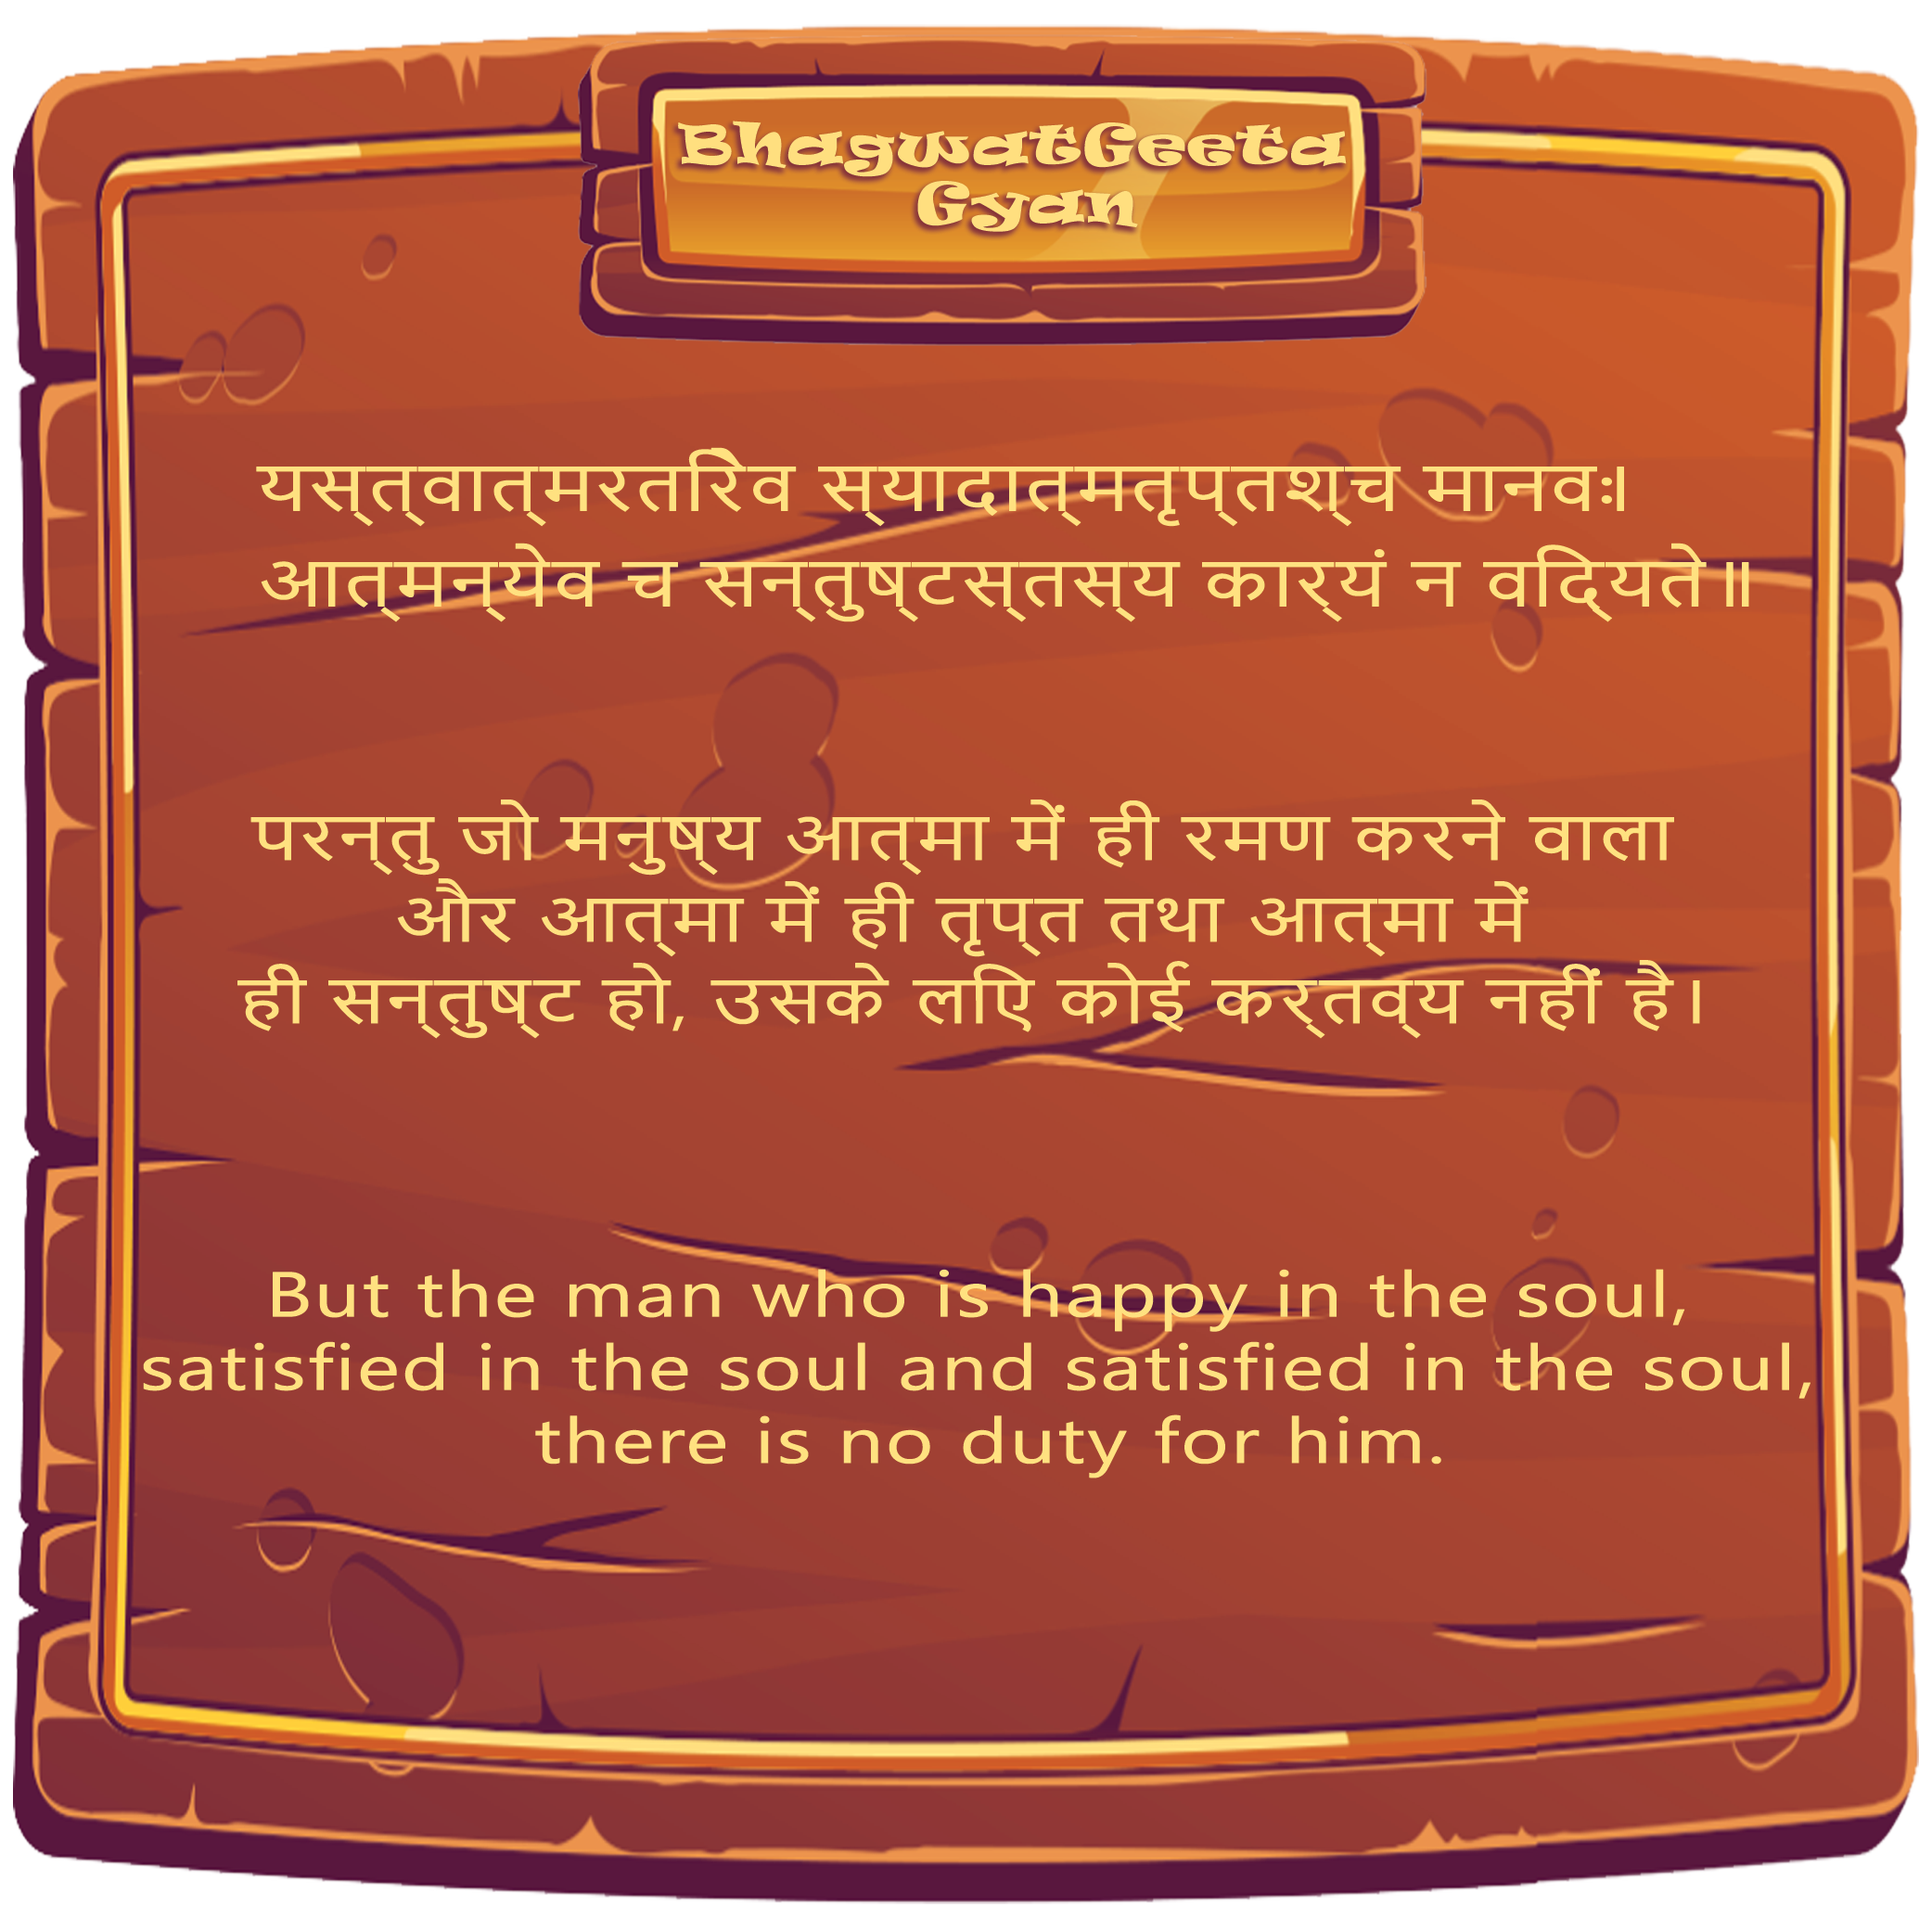 BhagwatGeeta
Gyan
यस्त्वात्मरतिरेव स्यादात्मतृप्तश्च मानवः।
आत्मन्येव च सन्तुष्टस्तस्य कार्यं न विद्यते॥
परन्तु जो मनुष्य आत्मा में ही रमण करने वाला
और आत्मा में ही तृप्त तथा आत्मा में
ही सन्तुष्ट हो, उसके लिए कोई कर्तव्य नहीं है।
But the man who is happy in the soul,
satisfied in the soul and satisfied in the soul,
there is no duty for him.